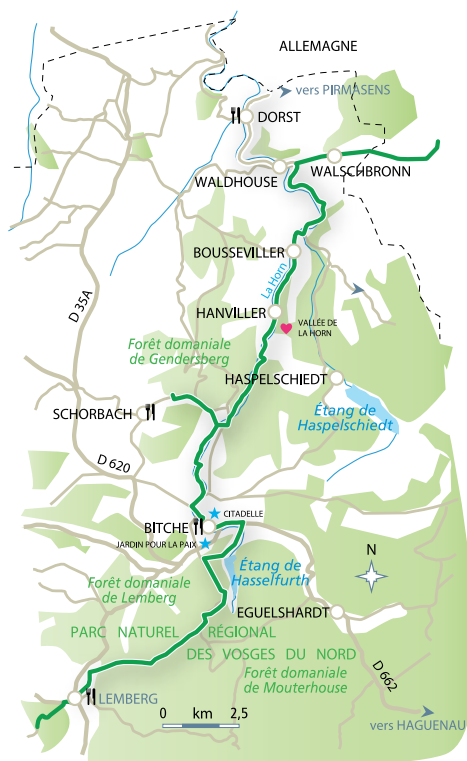 ALLEMAGNE
vers PIRMASENS
DORST
WALSCHBRONN
WALDHOUSE
BOUSSEVILLER
La Horn
HANVILLER
VALLÉE DE
LA HORN
D 35A
Forêt domaniale
de Gendersberg
HASPELSCHIEDT
SCHORBACH
Étang de
Haspelschiedt
D 620
CITADELLE
BITCHE
JARDIN POUR LA PAIX
N
Étang de
Hasselfurth
Forêt domaniale
de Lemberg
EGUELSHARDT
PARC NATUREL RÉGIONAL
DES VOSGES DU NORD
Forêt domaniale
de Mouterhouse
D 662
LEMBERG
0 km 2,5
vers HAGUENAU